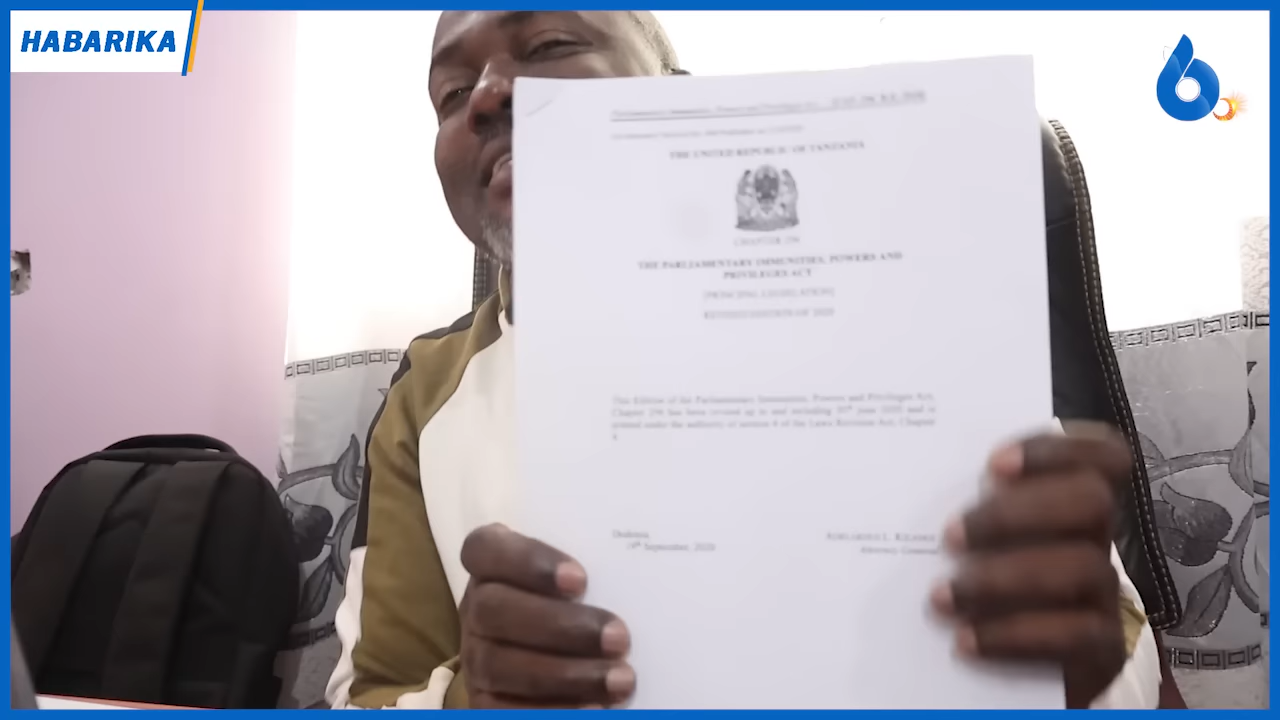 HABARIKA
6
THE UNITED REPUBLIC OF TANZANIA
CHAPTER 296
THE PARLIAMENTARY IMMUNITIES, POWERS AND
PRIVILEGES ACT
[PRINCIPAL LEGISLATION]
REVISED EDITION OF 2020
This Edition of the Parliamentary Immunities, Powers and Privileges Act,
Chapter 296 has been revised up to and including 30th June 2020 and is
printed under the authority of section 4 of the Laws Revision Act, Chapter
4
Dodoma,
September, 2020
Attorney General